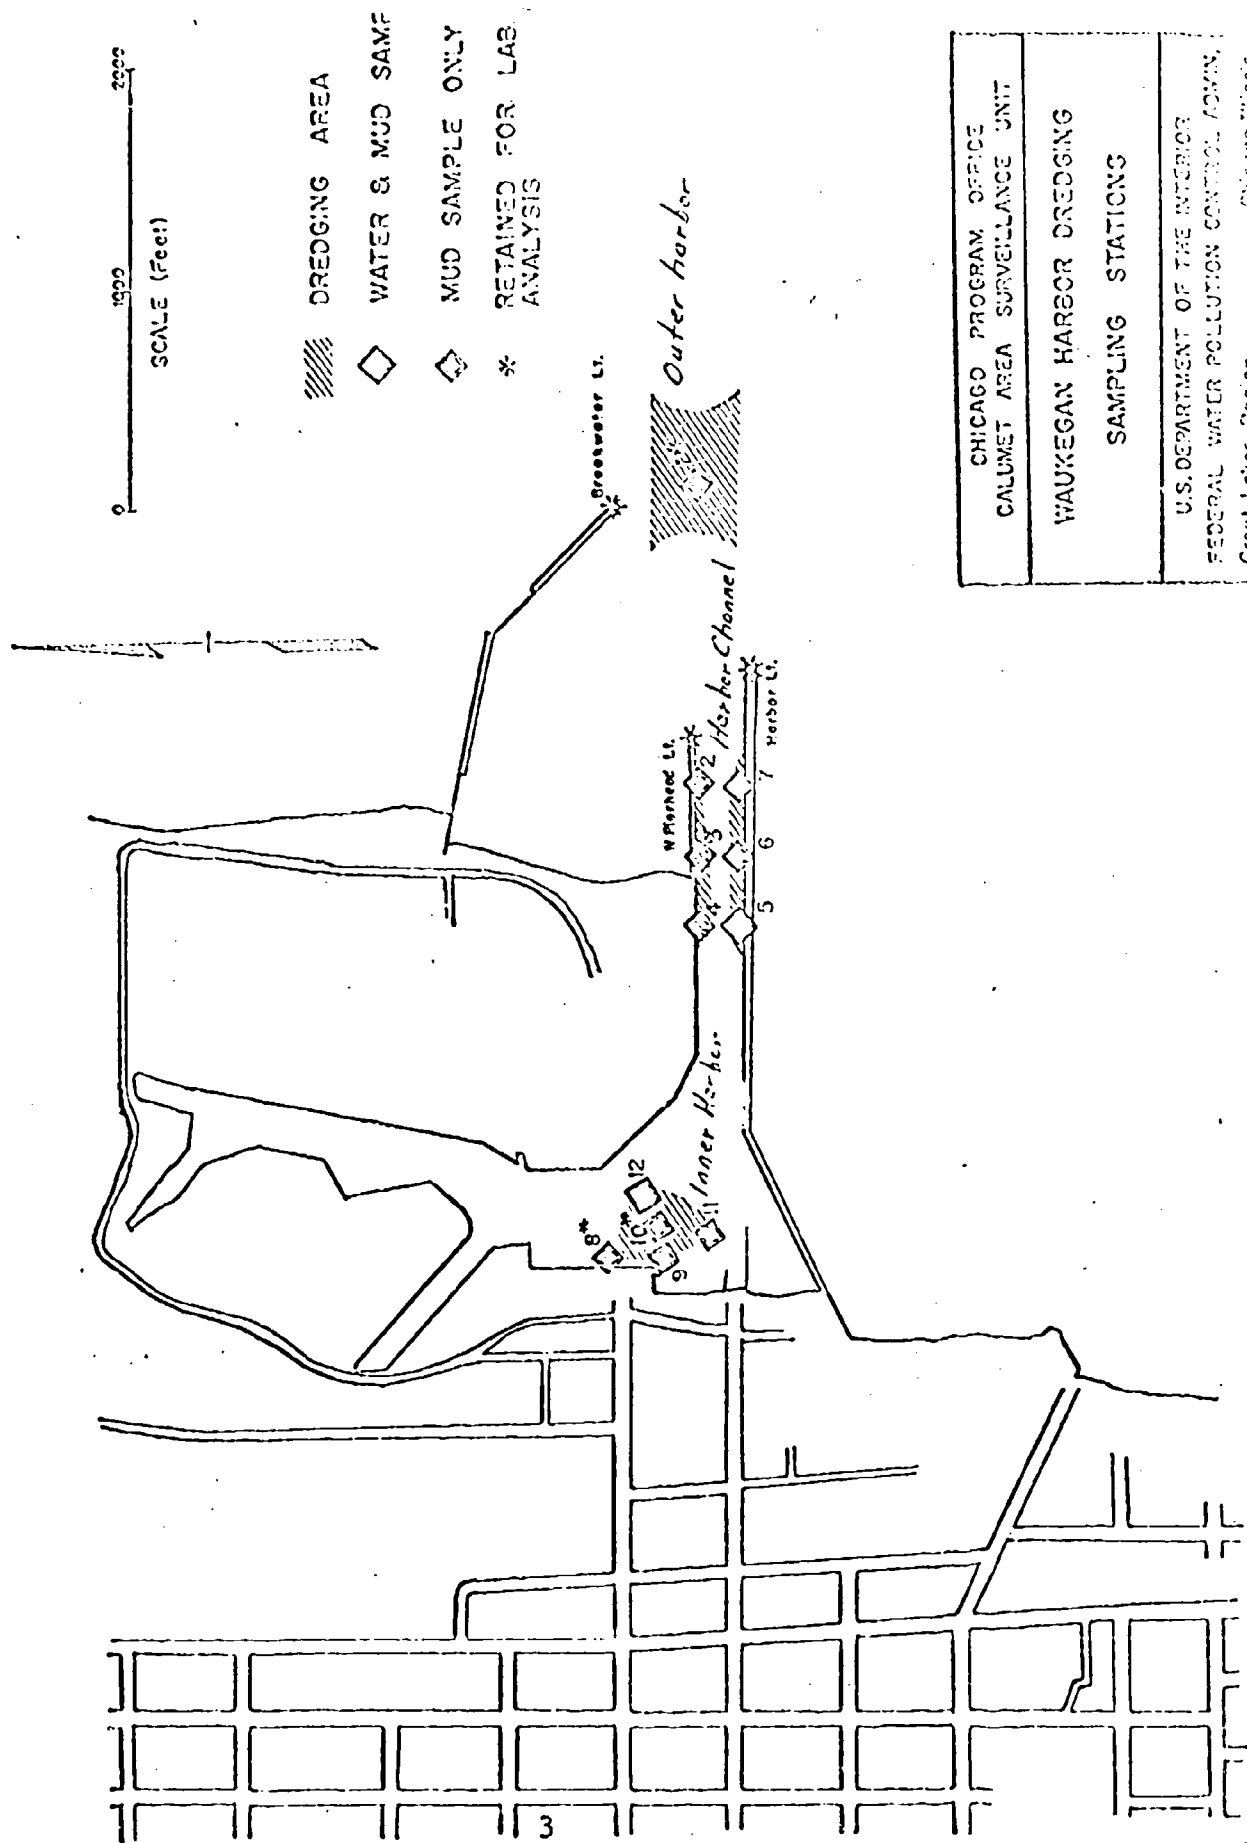 0 1000 2000
SCALE (Feet)
DREDGING AREA
WATER & MUD SAMP
MUD SAMPLE ONLY
* RETAINED FOR LAB.
ANALYSIS
Breakwater Lt.
Outer harbor
N Pierhead Lt.
Harbor Channel
Harbor Lt.
2
3
4
5
6
7
Inner Harbor
8*
9
10*
11
12
CHICAGO PROGRAM OFFICE
CALUMET AREA SURVEILLANCE UNIT
WAUKEGAN HARBOR DREDGING
SAMPLING STATIONS
U.S. DEPARTMENT OF THE INTERIOR
FEDERAL WATER POLLUTION CONTROL ADMIN.
Great Lakes Region
3